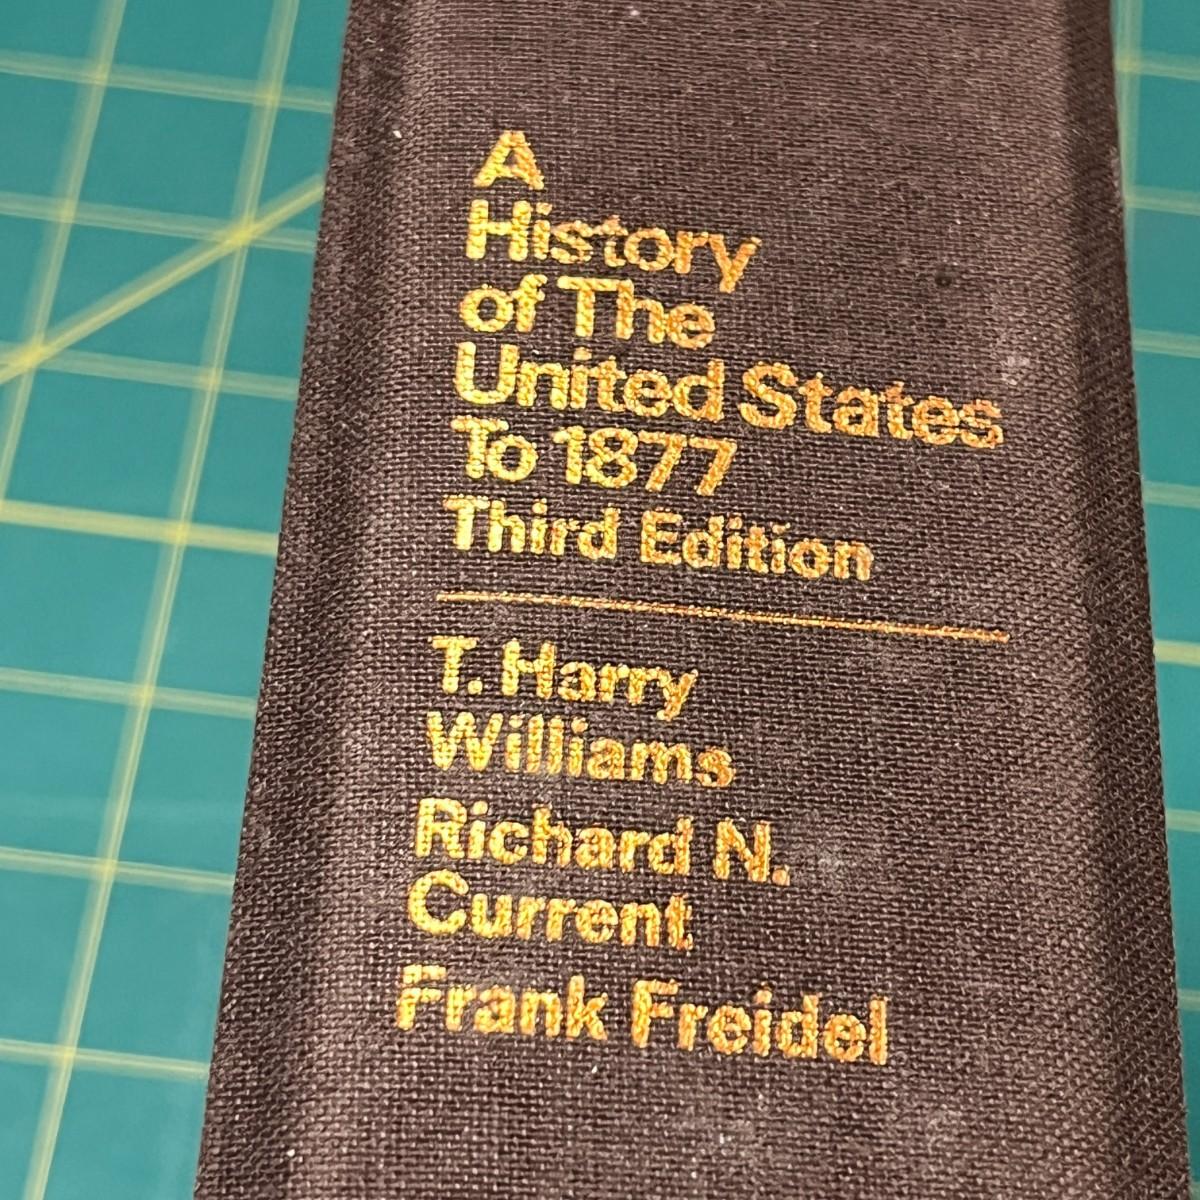 A
History
of The
United States
To 1877
Third Edition
T. Harry
Williams
Richard N.
Current
Frank Freidel